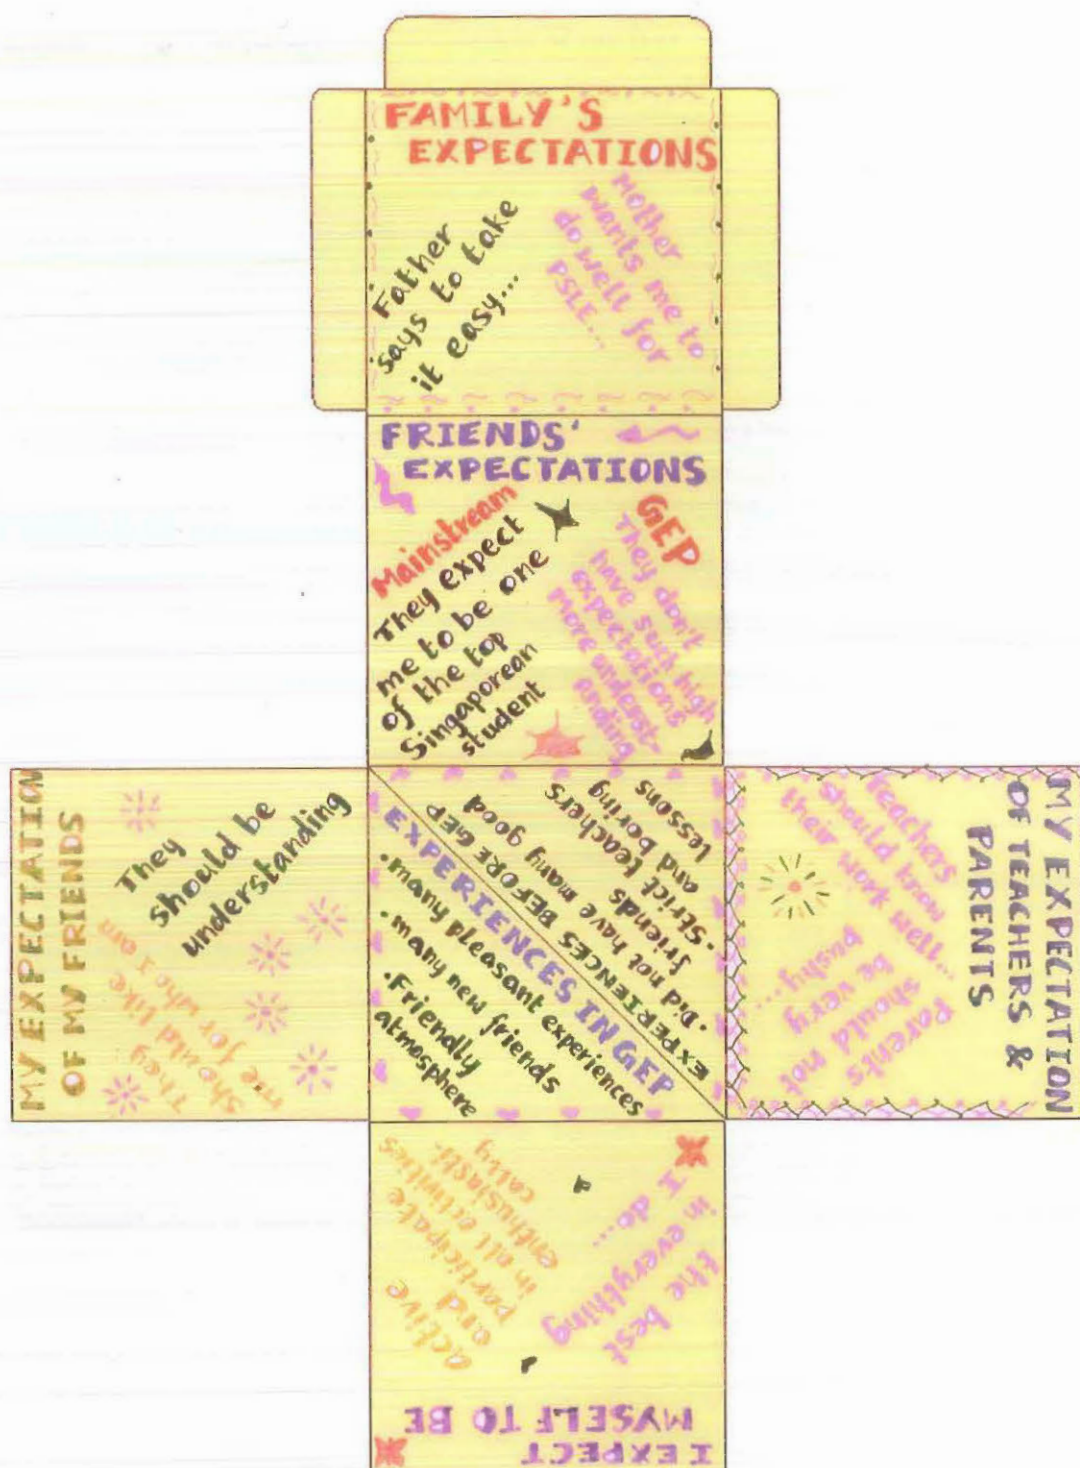 FAMILY'S
EXPECTATIONS
Father
says to take
it easy...
Mother
wants me to
do well for
PSLE...
FRIENDS'
EXPECTATIONS
Mainstream
They expect
me to be one
of the top
Singaporean
student
GEP
They don't
have such high
expectations
more underst-
anding
MY EXPECTATION
OF MY FRIENDS
They
should be
understanding
They
should like
me for who I am
EXPERIENCES BEFORE GEP
• Did not have many good
friends
• Strict teachers
and boring
lessons
EXPERIENCES IN GEP
• many pleasant experiences
• many new friends
• Friendly
atmosphere
MY EXPECTATION
OF TEACHERS &
PARENTS
Teachers
should know
their work well...
Parents
should not
be very
pushy...
I EXPECT
MYSELF TO BE
the best
in everything
I do...
active
and
participate
in all activities
enthusiasti-
cally